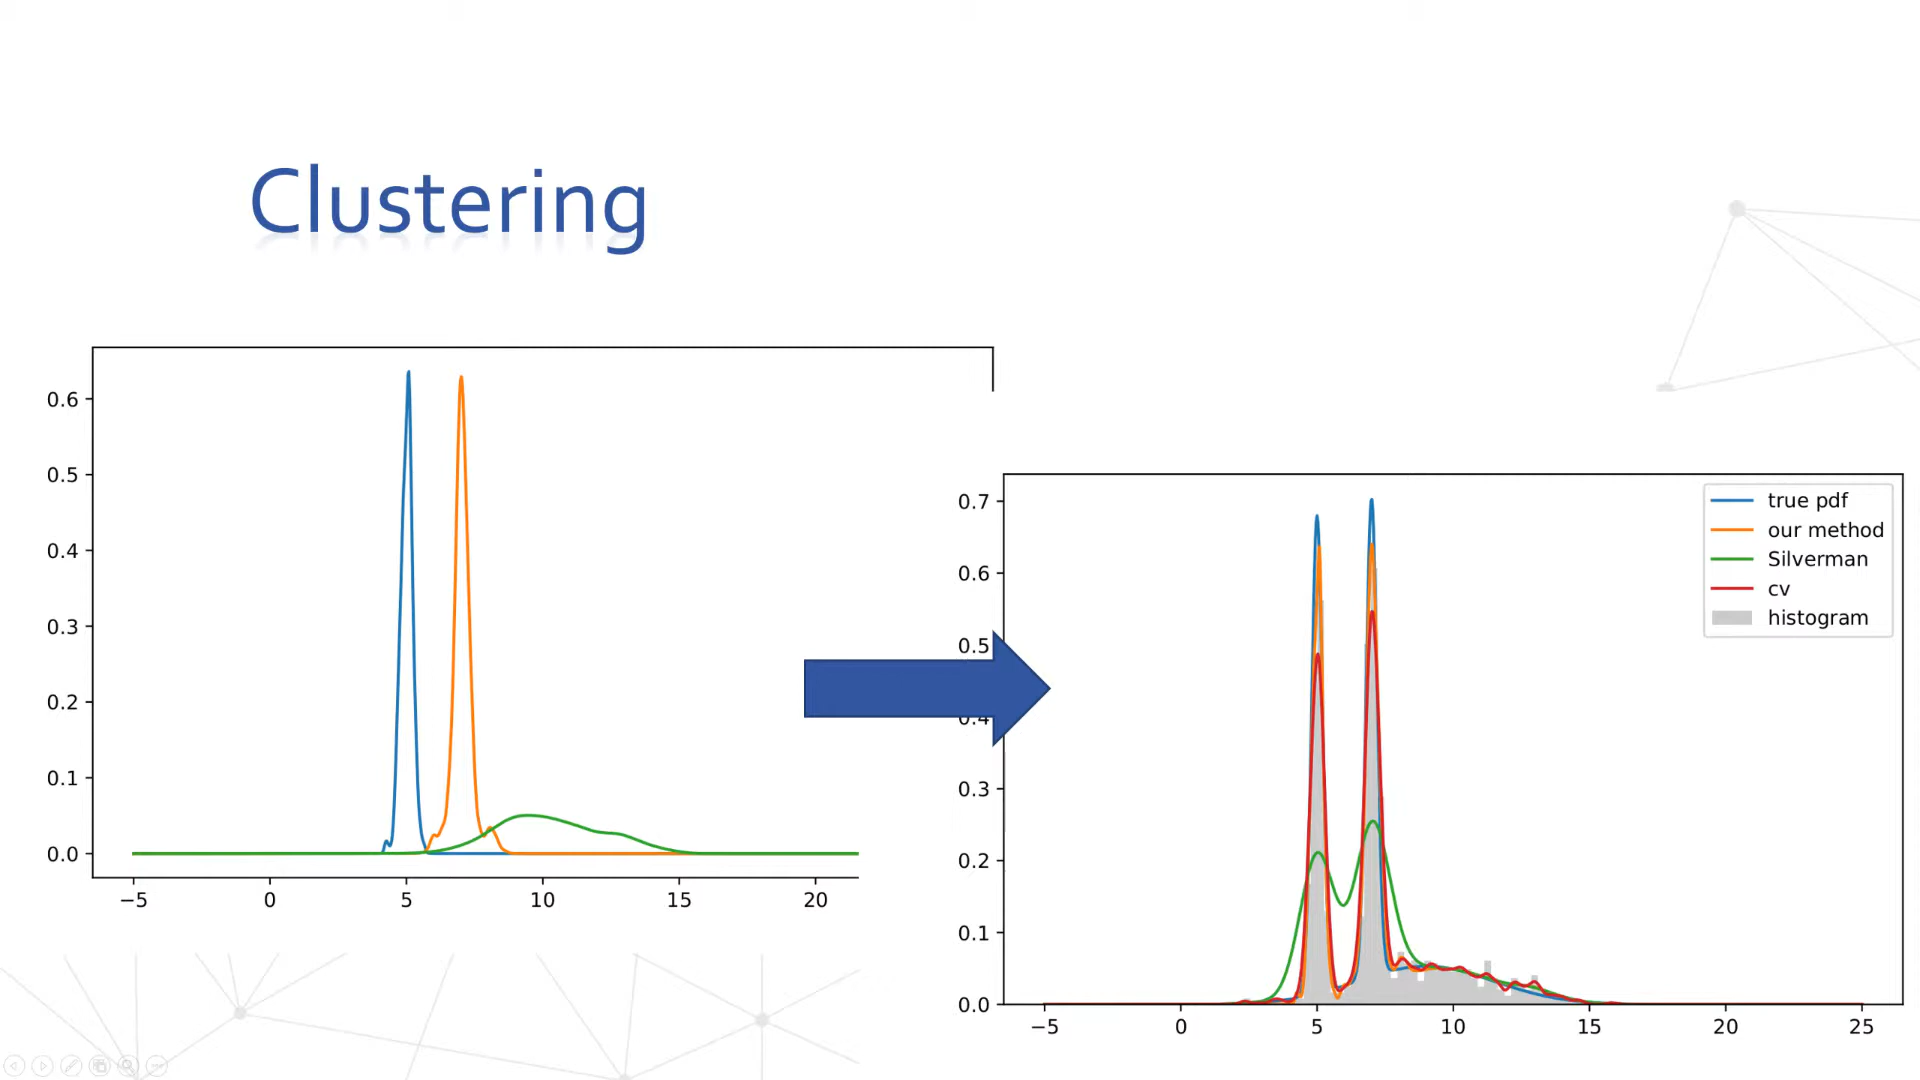 Clustering
0.6
0.5
0.4
0.3
0.2
0.1
0.0
−5 0 5 10 15 20
0.7
0.6
0.5
0.4
0.3
0.2
0.1
0.0
−5 0 5 10 15 20 25
true pdf
our method
Silverman
cv
histogram